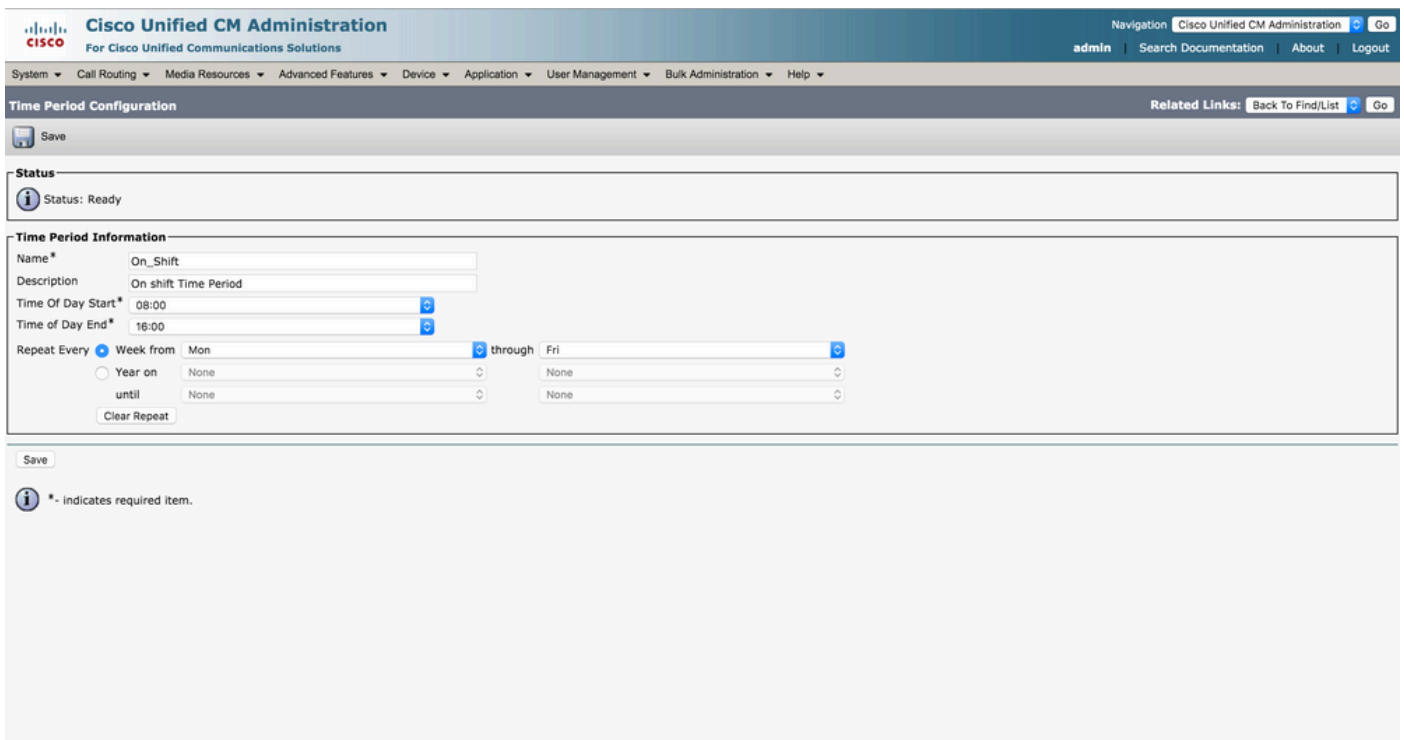 Cisco Unified CM Administration
For Cisco Unified Communications Solutions
CISCO
Navigation Cisco Unified CM Administration Go
admin | Search Documentation | About | Logout
System Call Routing Media Resources Advanced Features Device Application User Management Bulk Administration Help
Time Period Configuration
Related Links: Back To Find/List Go
Save
Status
Status: Ready
Time Period Information
Name* On_Shift
Description On shift Time Period
Time Of Day Start* 08:00
Time of Day End* 16:00
Repeat Every Week from Mon through Fri
Year on None None
until None None
Clear Repeat
Save
*- indicates required item.